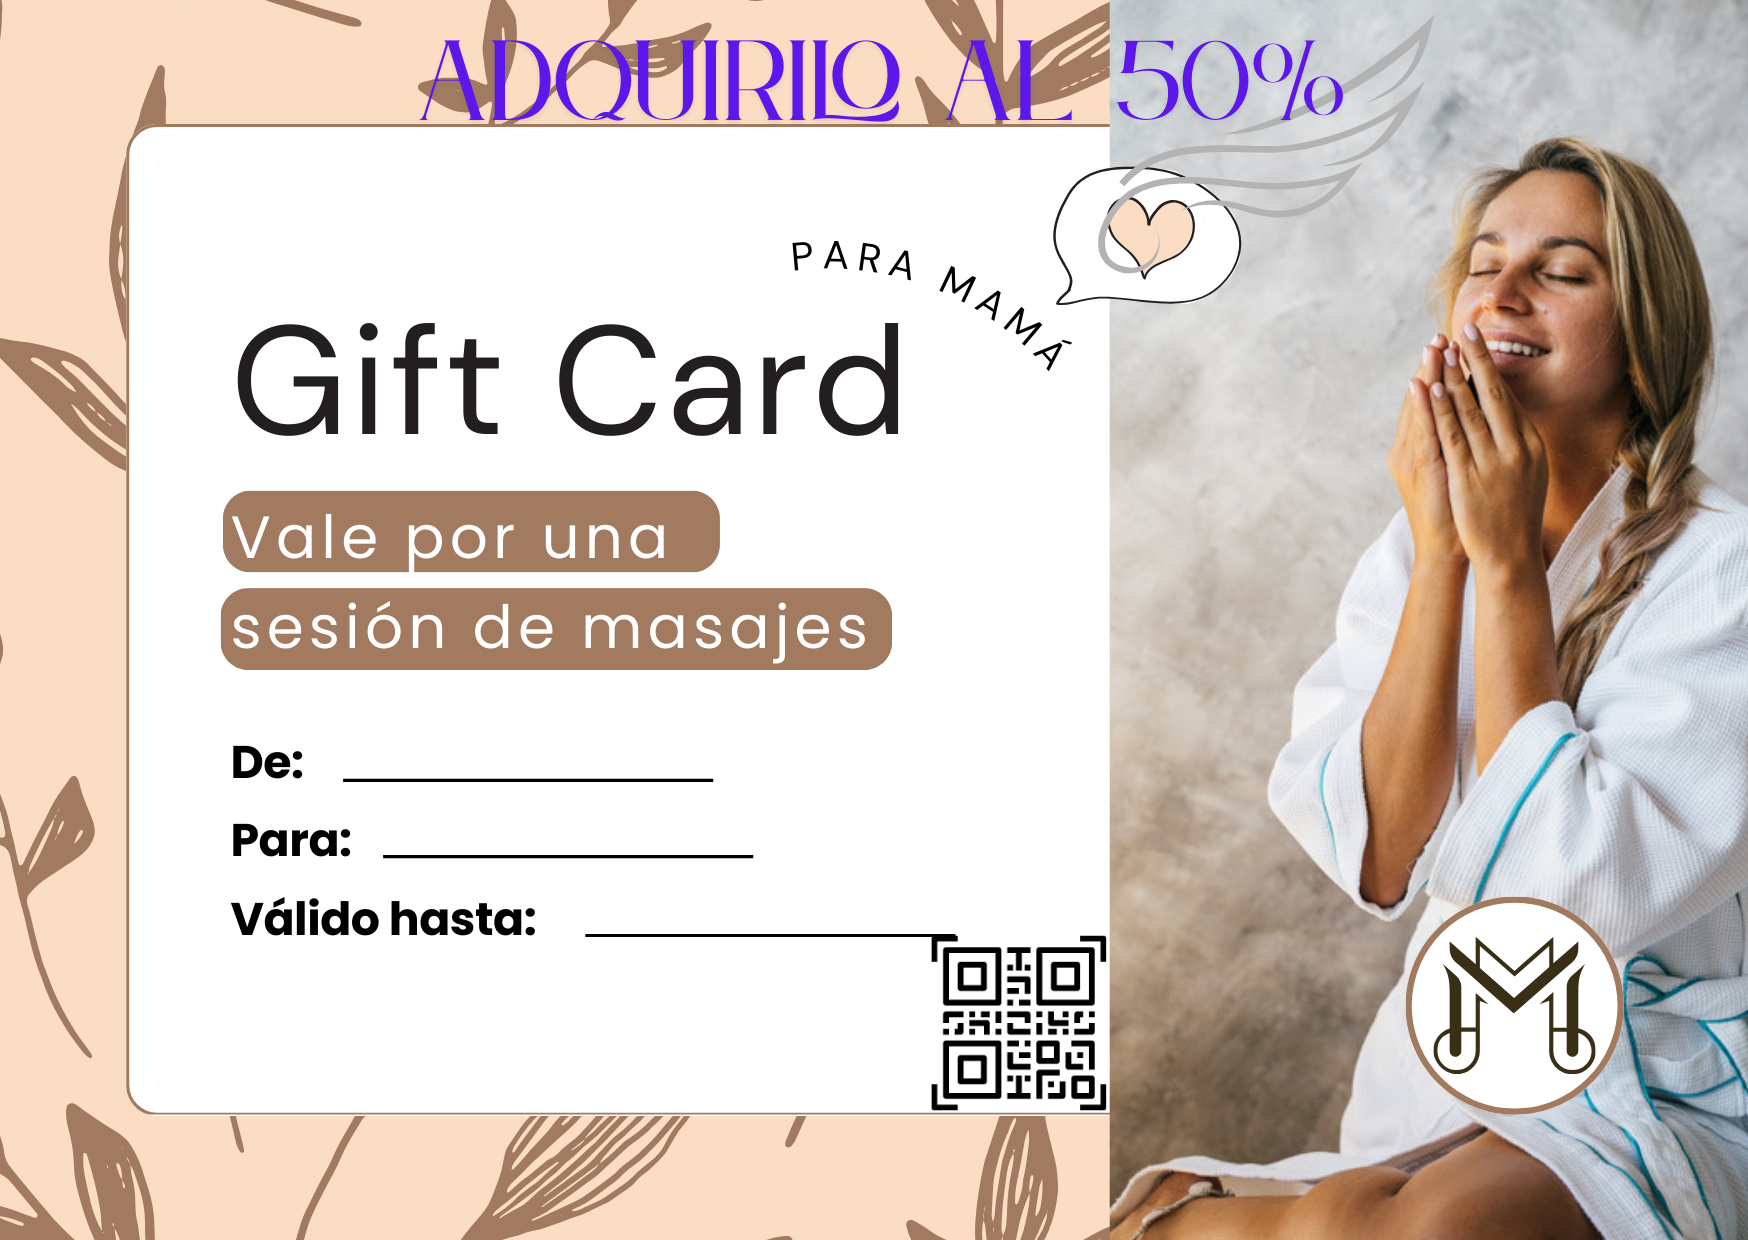 ADQUIRILO AL 50%
PARA MAMÁ
Gift Card
Vale por una
sesión de masajes
De:
Para:
Válido hasta:
M